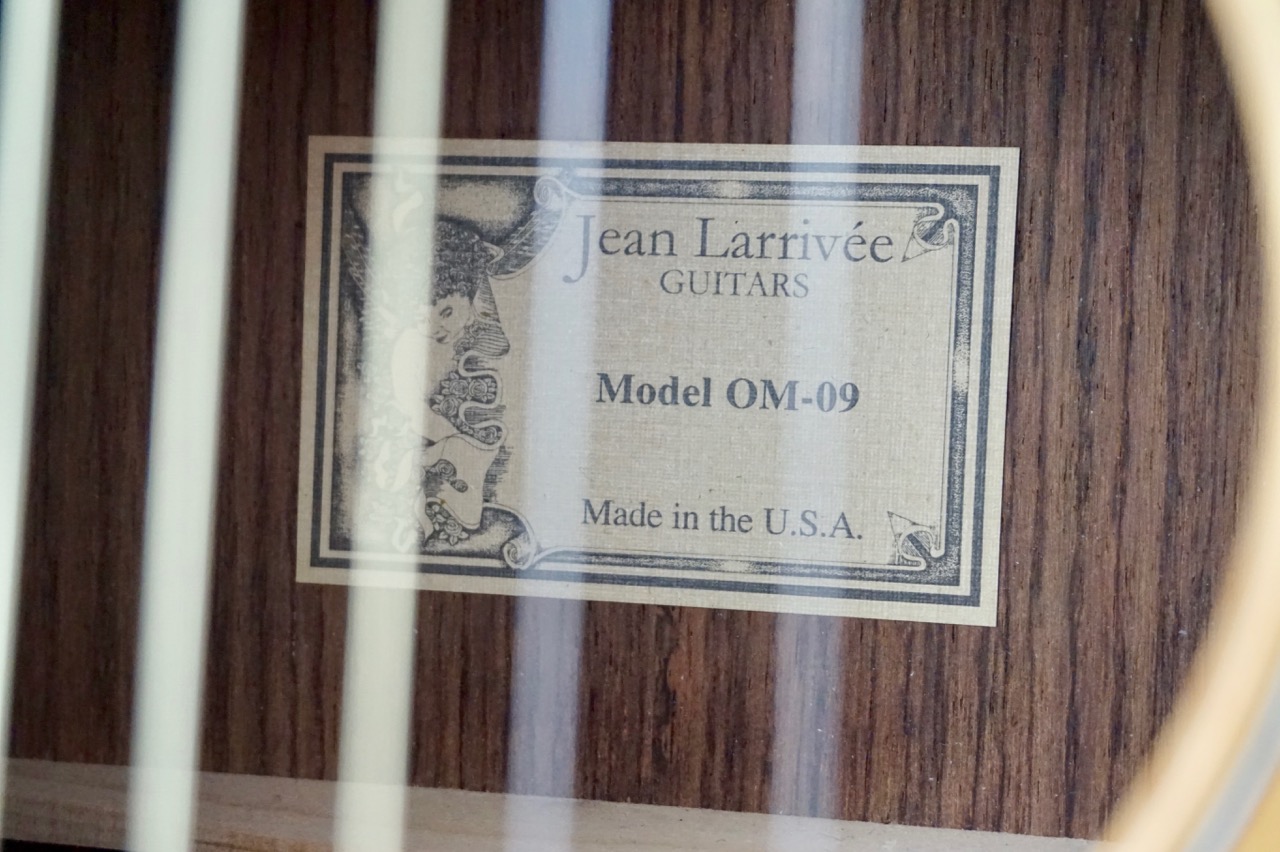 Jean Larrivée
GUITARS
Model OM-09
Made in the U.S.A.